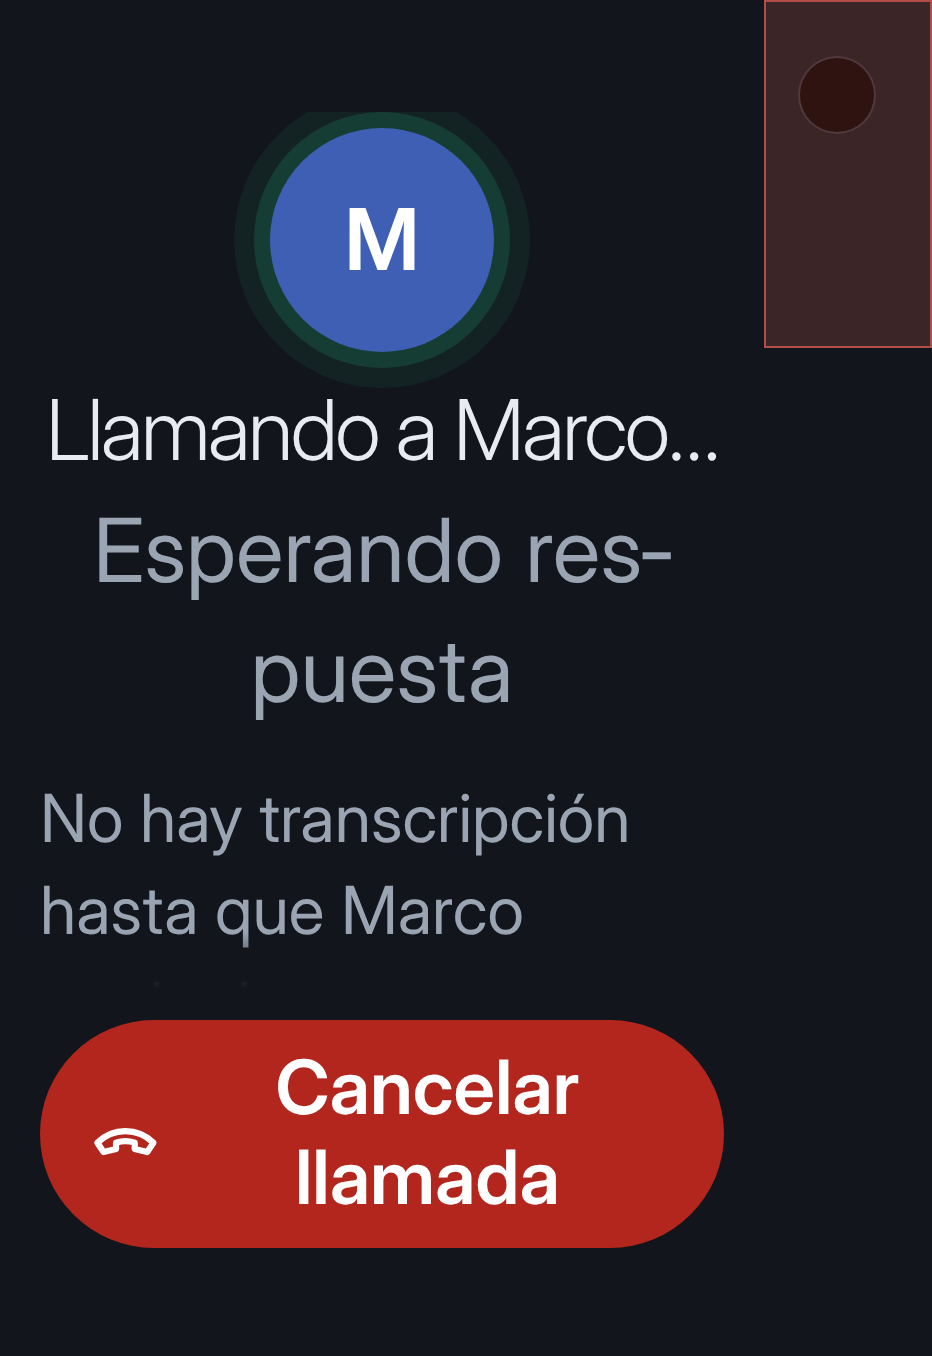 M
Llamando a Marco...
Esperando res-
puesta
No hay transcripción
hasta que Marco
Cancelar
llamada